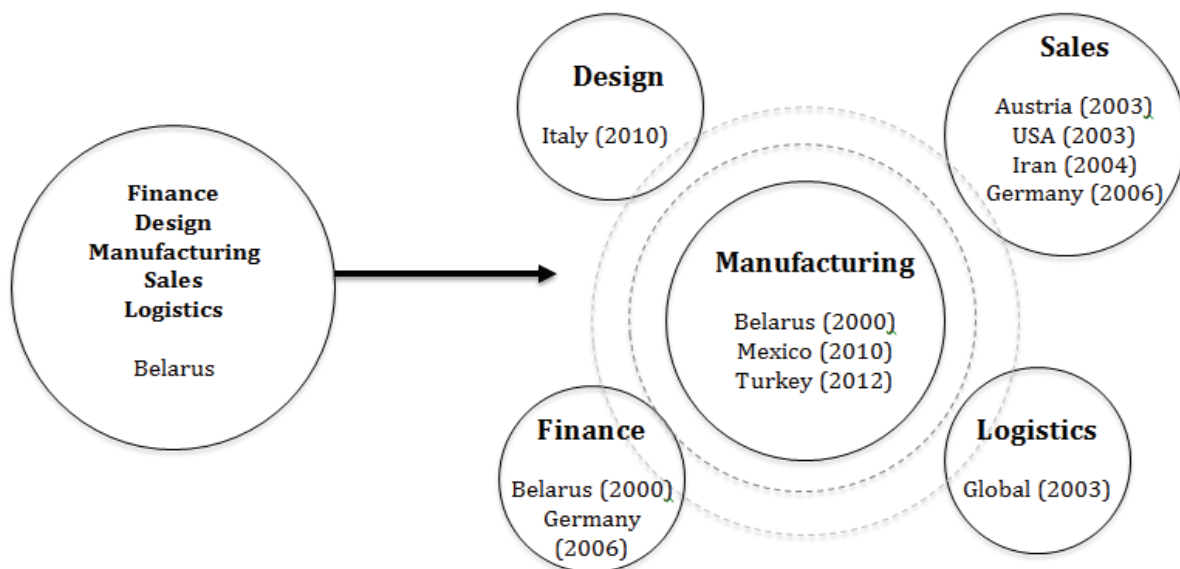 Finance
Design
Manufacturing
Sales
Logistics
Belarus
Design
Italy (2010)
Sales
Austria (2003)
USA (2003)
Iran (2004)
Germany (2006)
Manufacturing
Belarus (2000)
Mexico (2010)
Turkey (2012)
Finance
Belarus (2000)
Germany
(2006)
Logistics
Global (2003)